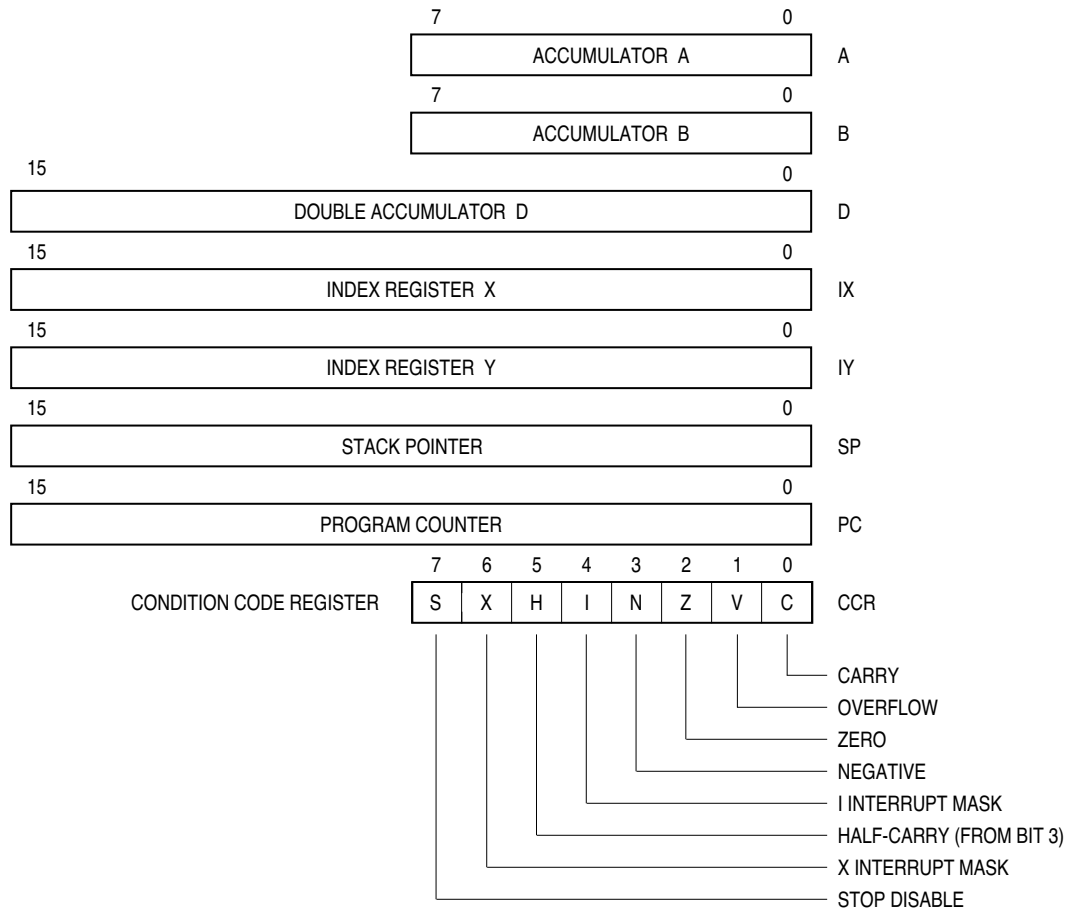 7 0
ACCUMULATOR A A
7 0
ACCUMULATOR B B
15 0
DOUBLE ACCUMULATOR D D
15 0
INDEX REGISTER X IX
15 0
INDEX REGISTER Y IY
15 0
STACK POINTER SP
15 0
PROGRAM COUNTER PC
7 6 5 4 3 2 1 0
CONDITION CODE REGISTER S X H I N Z V C CCR
CARRY
OVERFLOW
ZERO
NEGATIVE
I INTERRUPT MASK
HALF-CARRY (FROM BIT 3)
X INTERRUPT MASK
STOP DISABLE